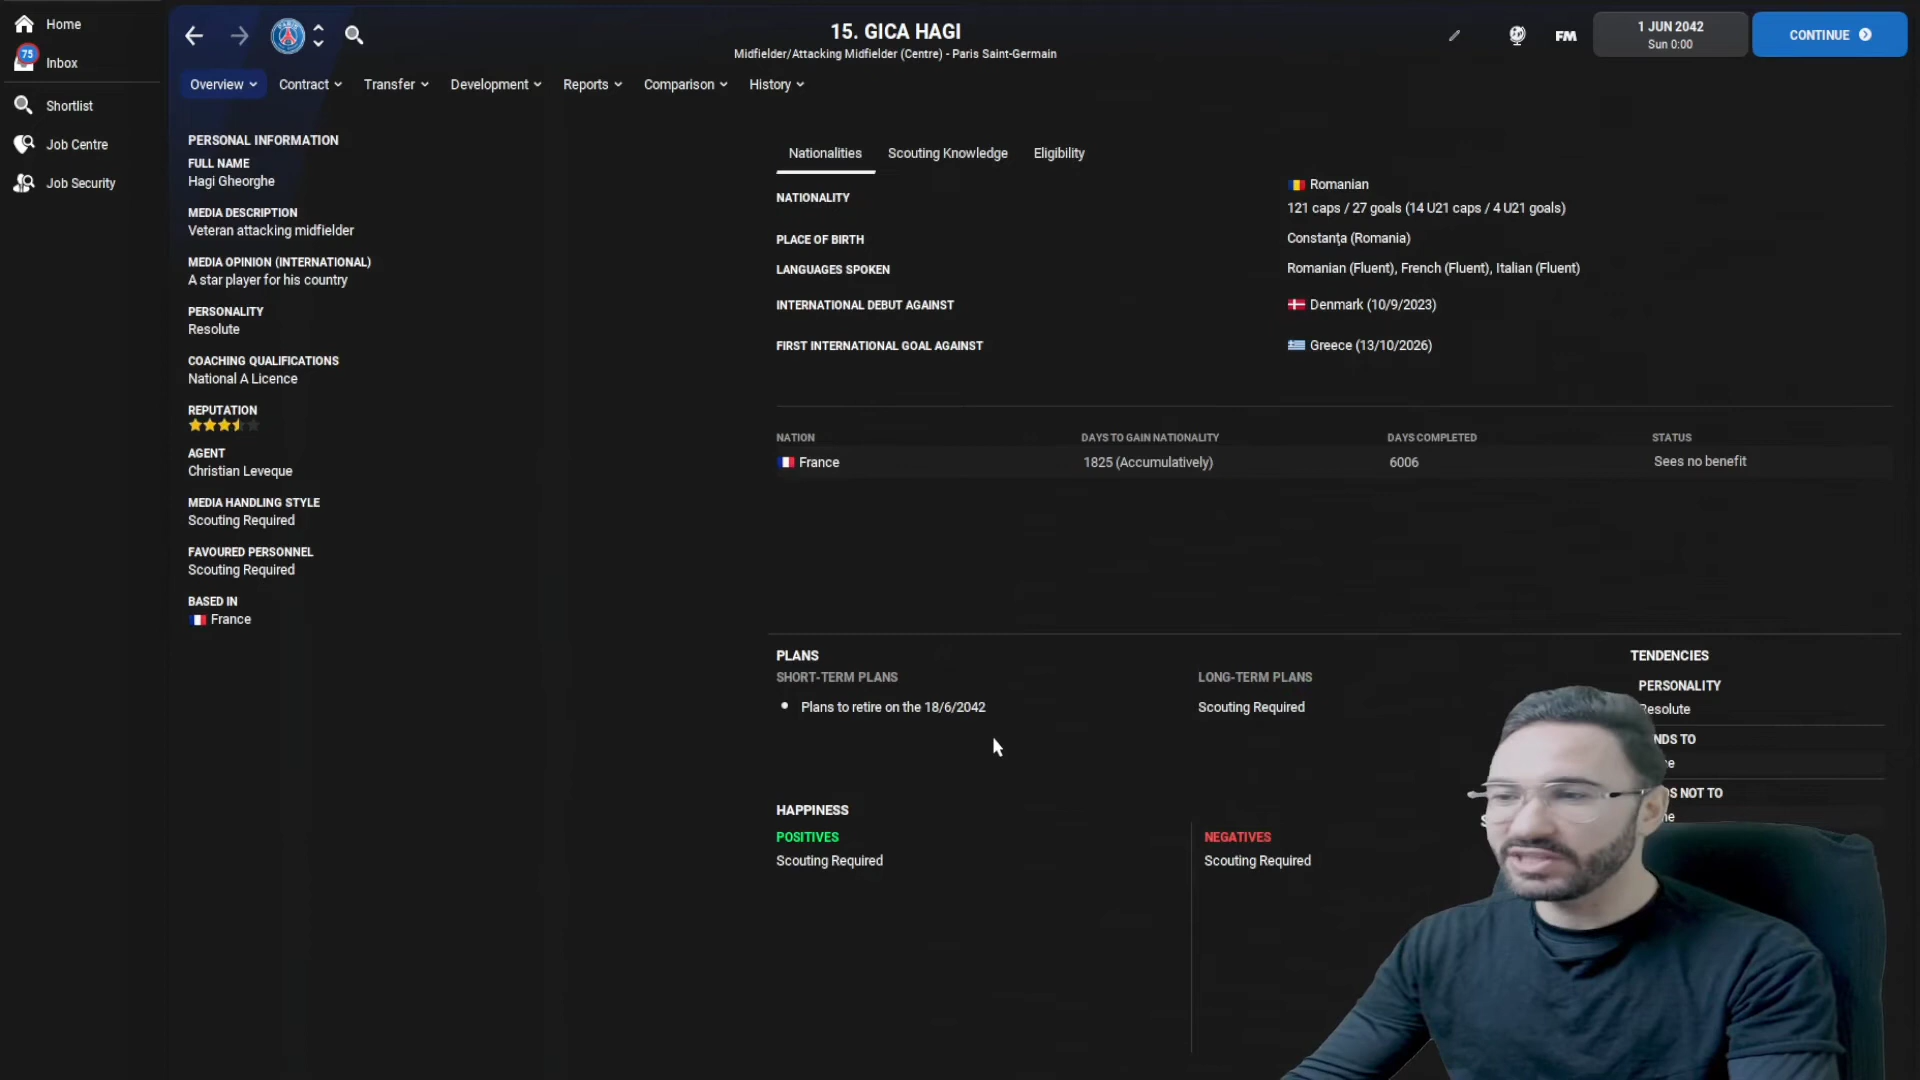 Home
75
Inbox
Shortlist
Job Centre
Job Security
15. GICA HAGI
Midfielder/Attacking Midfielder (Centre) - Paris Saint-Germain
FM
1 JUN 2042
Sun 0:00
CONTINUE
Overview
Contract
Transfer
Development
Reports
Comparison
History
PERSONAL INFORMATION
FULL NAME
Hagi Gheorghe
MEDIA DESCRIPTION
Veteran attacking midfielder
MEDIA OPINION (INTERNATIONAL)
A star player for his country
PERSONALITY
Resolute
COACHING QUALIFICATIONS
National A Licence
REPUTATION
AGENT
Christian Leveque
MEDIA HANDLING STYLE
Scouting Required
FAVOURED PERSONNEL
Scouting Required
BASED IN
France
Nationalities
Scouting Knowledge
Eligibility
NATIONALITY
Romanian
121 caps / 27 goals (14 U21 caps / 4 U21 goals)
PLACE OF BIRTH
Constanţa (Romania)
LANGUAGES SPOKEN
Romanian (Fluent), French (Fluent), Italian (Fluent)
INTERNATIONAL DEBUT AGAINST
Denmark (10/9/2023)
FIRST INTERNATIONAL GOAL AGAINST
Greece (13/10/2026)
NATION
DAYS TO GAIN NATIONALITY
DAYS COMPLETED
STATUS
France
1825 (Accumulatively)
6006
Sees no benefit
PLANS
SHORT-TERM PLANS
• Plans to retire on the 18/6/2042
LONG-TERM PLANS
Scouting Required
TENDENCIES
PERSONALITY
Resolute
NDS TO
S NOT TO
HAPPINESS
POSITIVES
Scouting Required
NEGATIVES
Scouting Required